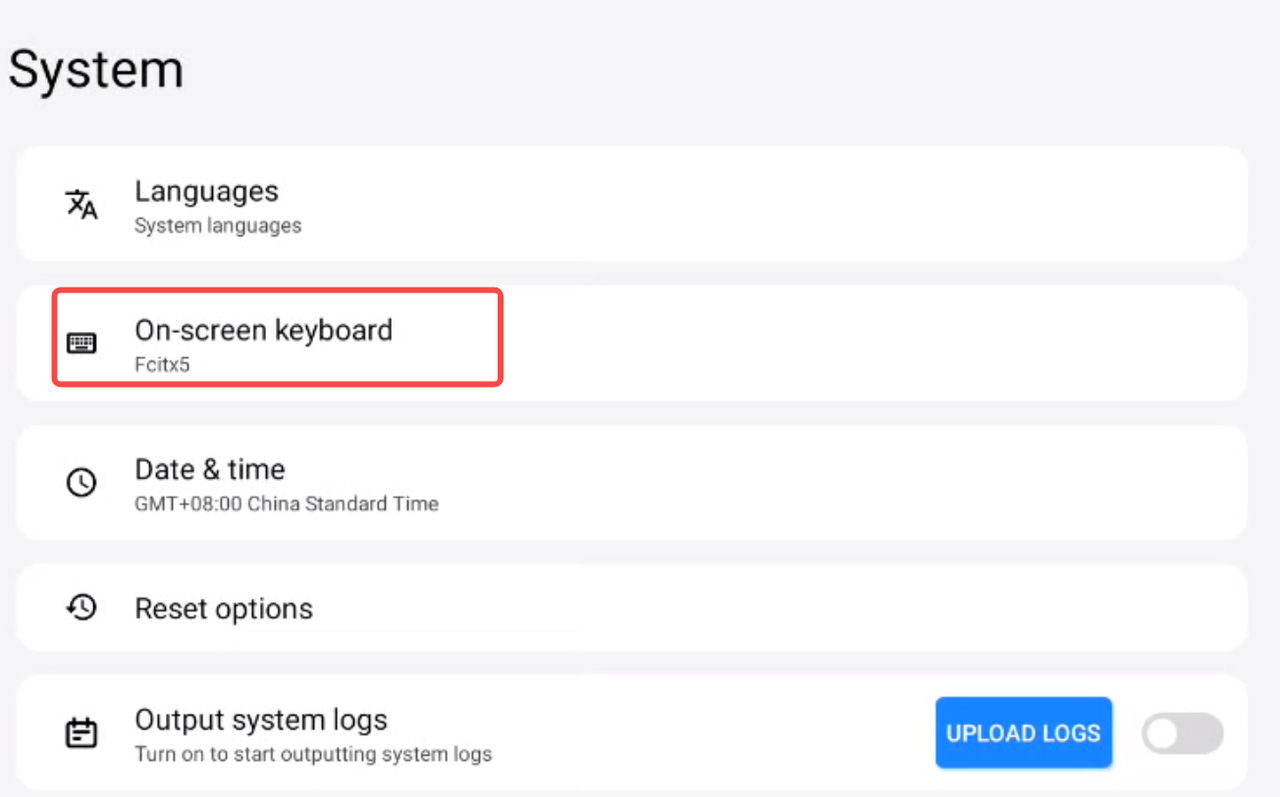 System
Languages
System languages
On-screen keyboard
Fcitx5
Date & time
GMT+08:00 China Standard Time
Reset options
Output system logs
Turn on to start outputting system logs
UPLOAD LOGS